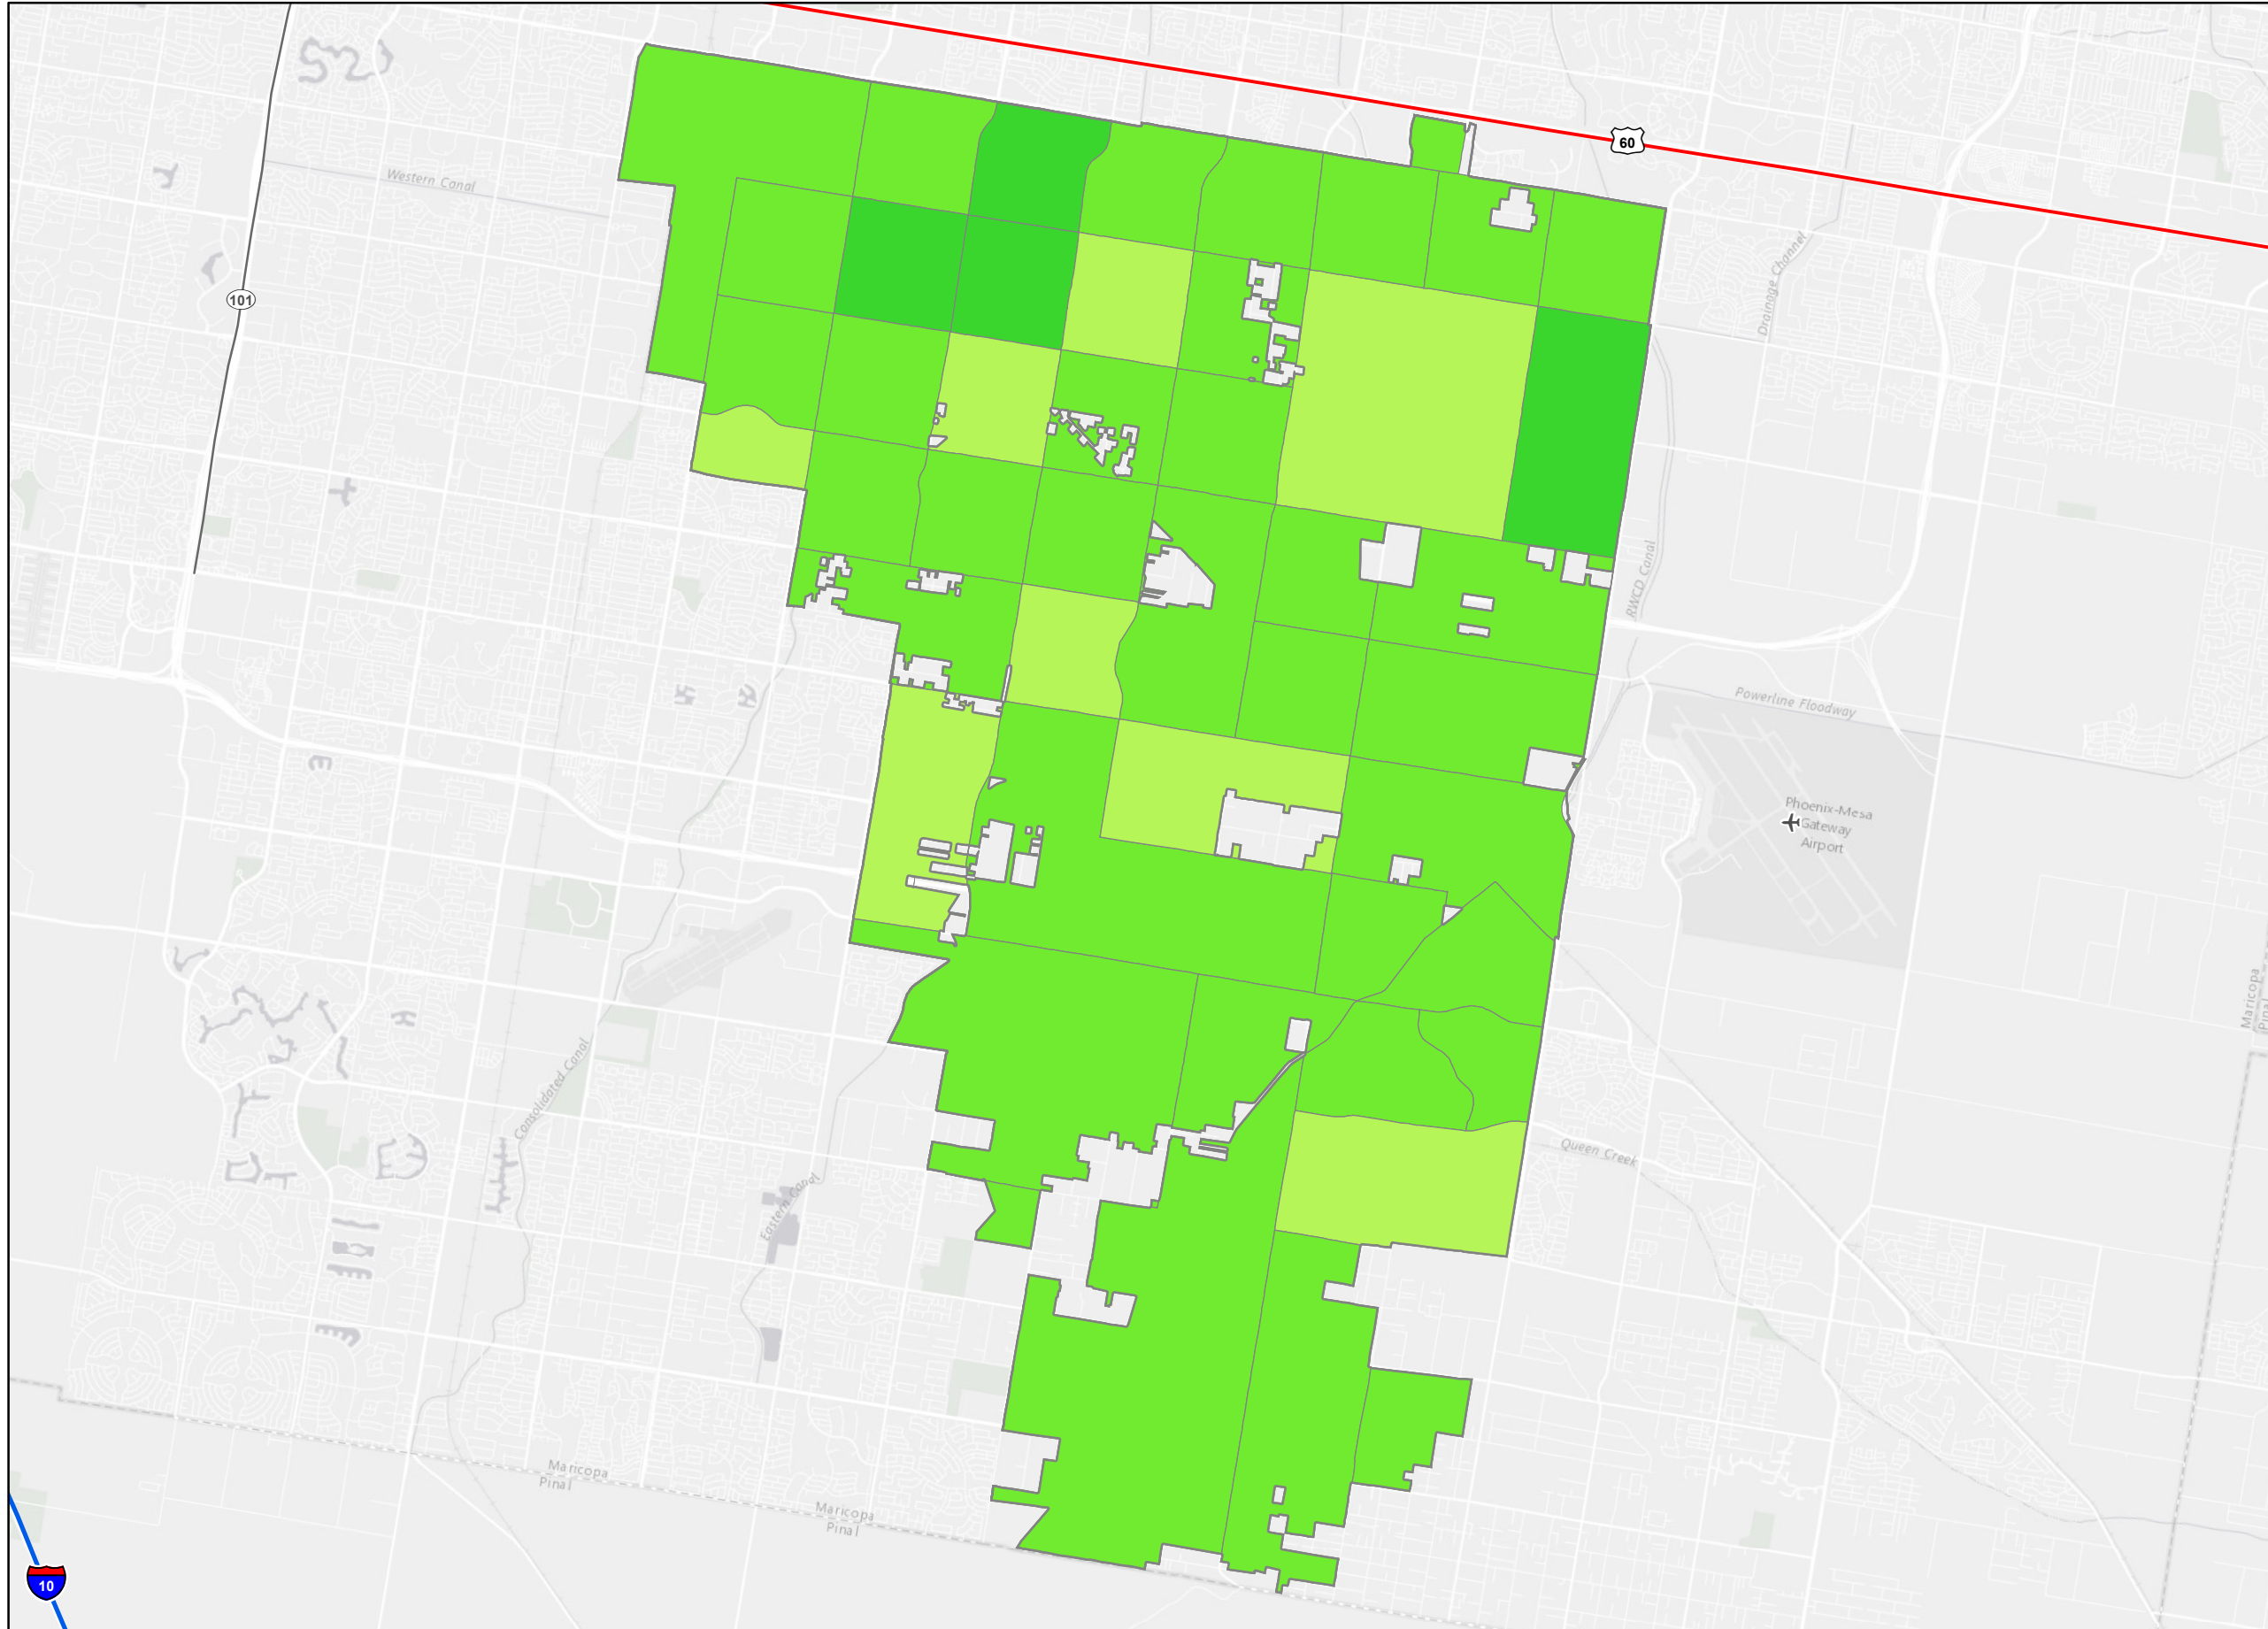 60
Western Canal
Drainage Channel
101
RWCD Canal
Powerline Floodway
Phoenix-Mesa
Gateway
Airport
Maricopa
Pinal
Consolidated Canal
Queen Creek
Eastern Canal
Maricopa
Pinal
Maricopa
Pinal
10